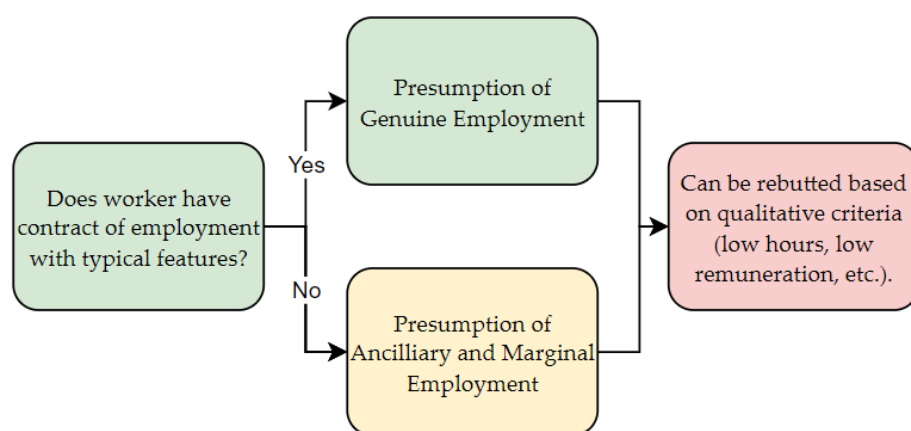 Does worker have
contract of employment
with typical features?
Yes
No
Presumption of
Genuine Employment
Presumption of
Ancilliary and Marginal
Employment
Can be rebutted based
on qualitative criteria
(low hours, low
remuneration, etc.).